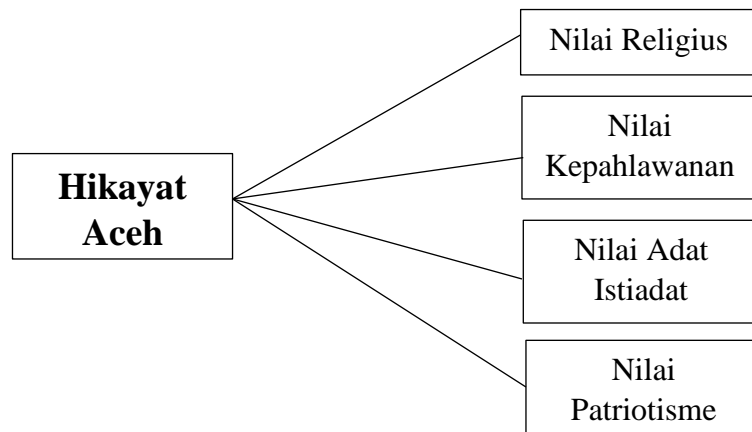 Nilai Religius
Nilai
Kepahlawanan
Hikayat
Aceh
Nilai Adat
Istiadat
Nilai
Patriotisme